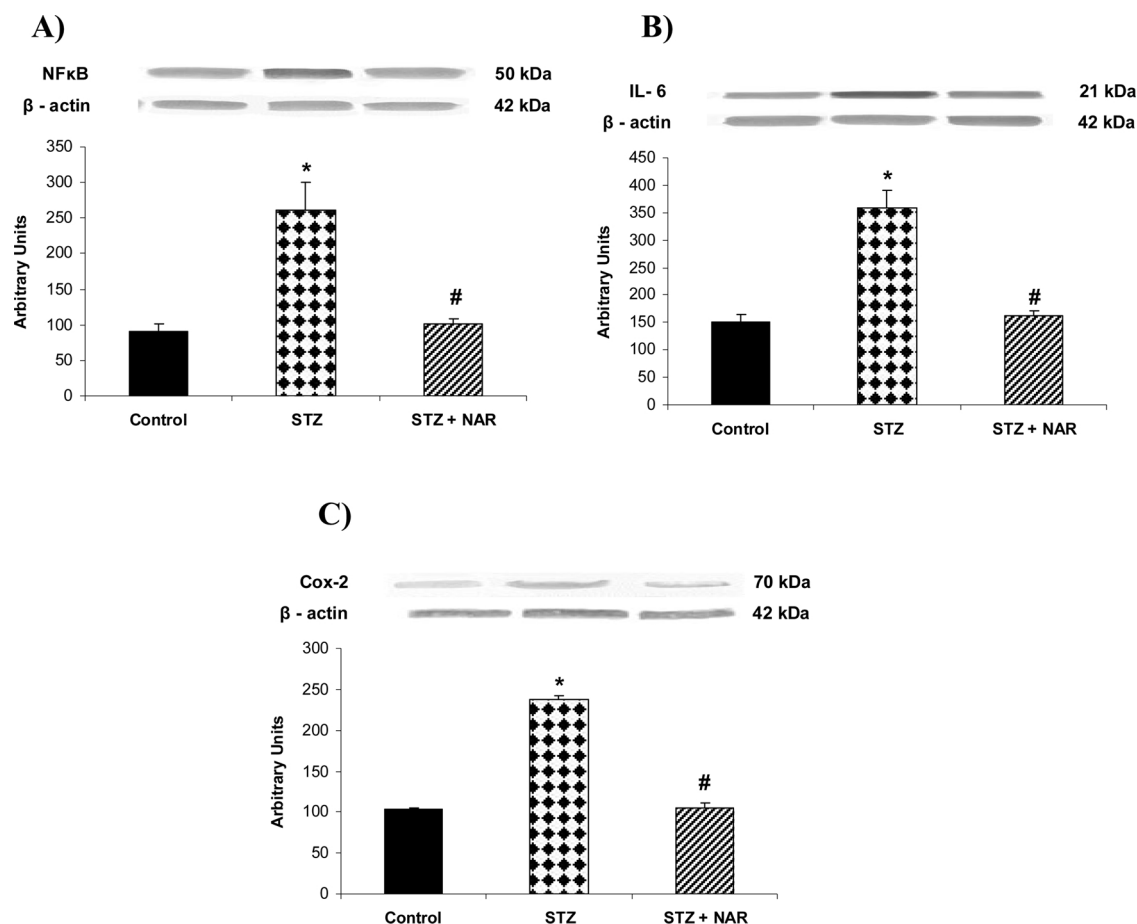 A)
NFκB 50 kDa
β - actin 42 kDa
Arbitrary Units
350
300
250
200
150
100
50
0
*
#
Control STZ STZ + NAR
B)
IL- 6 21 kDa
β - actin 42 kDa
Arbitrary Units
450
400
350
300
250
200
150
100
50
0
*
#
Control STZ STZ + NAR
C)
Cox-2 70 kDa
β - actin 42 kDa
Arbitrary Units
300
250
200
150
100
50
0
*
#
Control STZ STZ + NAR